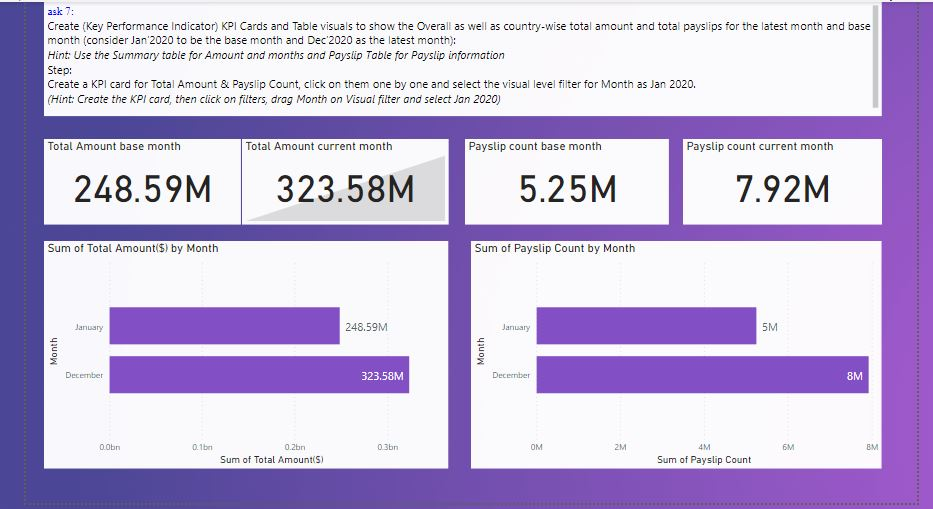 ask 7:
Create (Key Performance Indicator) KPI Cards and Table visuals to show the Overall as well as country-wise total amount and total payslips for the latest month and base
month (consider Jan'2020 to be the base month and Dec'2020 as the latest month):
Hint: Use the Summary table for Amount and months and Payslip Table for Payslip information
Step:
Create a KPI card for Total Amount & Payslip Count, click on them one by one and select the visual level filter for Month as Jan 2020.
(Hint: Create the KPI card, then click on filters, drag Month on Visual filter and select Jan 2020)
Total Amount base month
248.59M
Total Amount current month
323.58M
Payslip count base month
5.25M
Payslip count current month
7.92M
Sum of Total Amount($) by Month
Month
January
248.59M
December
323.58M
0.0bn
0.1bn
0.2bn
0.3bn
Sum of Total Amount($)
Sum of Payslip Count by Month
Month
January
5M
December
8M
0M
2M
4M
6M
8M
Sum of Payslip Count